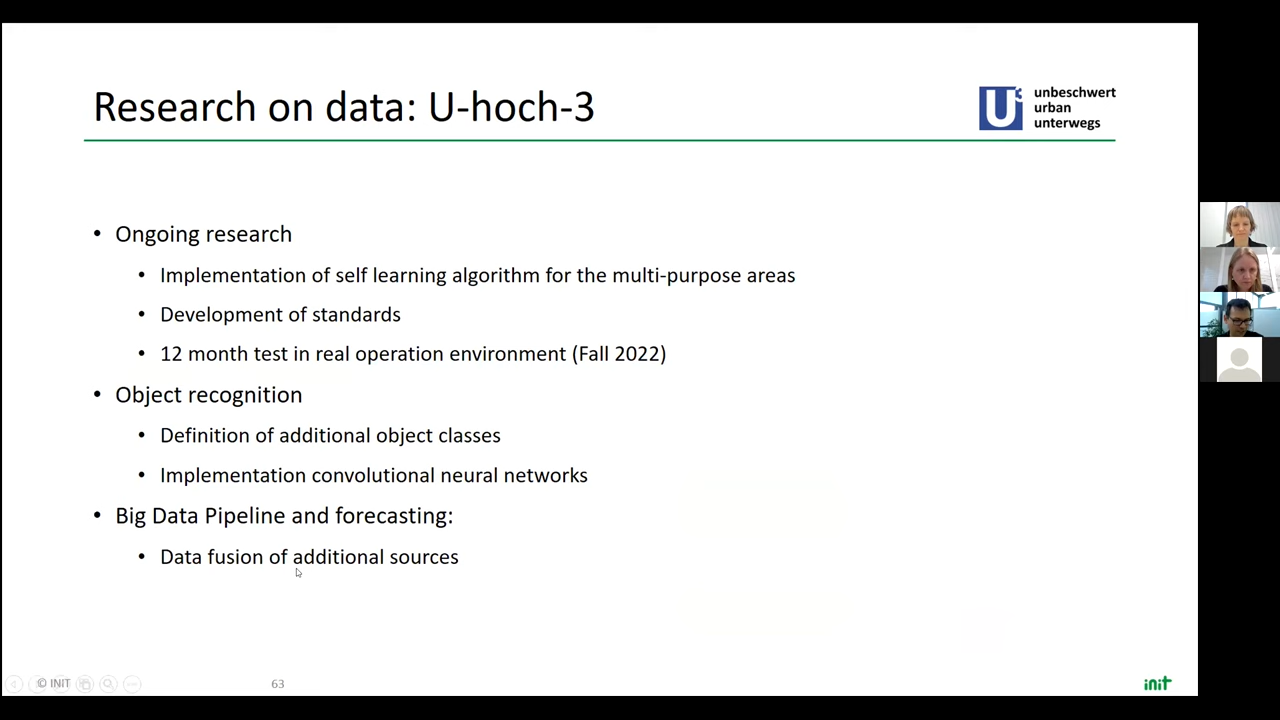 Research on data: U-hoch-3
U3
unbeschwert
urban
unterwegs
• Ongoing research
• Implementation of self learning algorithm for the multi-purpose areas
• Development of standards
• 12 month test in real operation environment (Fall 2022)
• Object recognition
• Definition of additional object classes
• Implementation convolutional neural networks
• Big Data Pipeline and forecasting:
• Data fusion of additional sources
© INIT
63
init